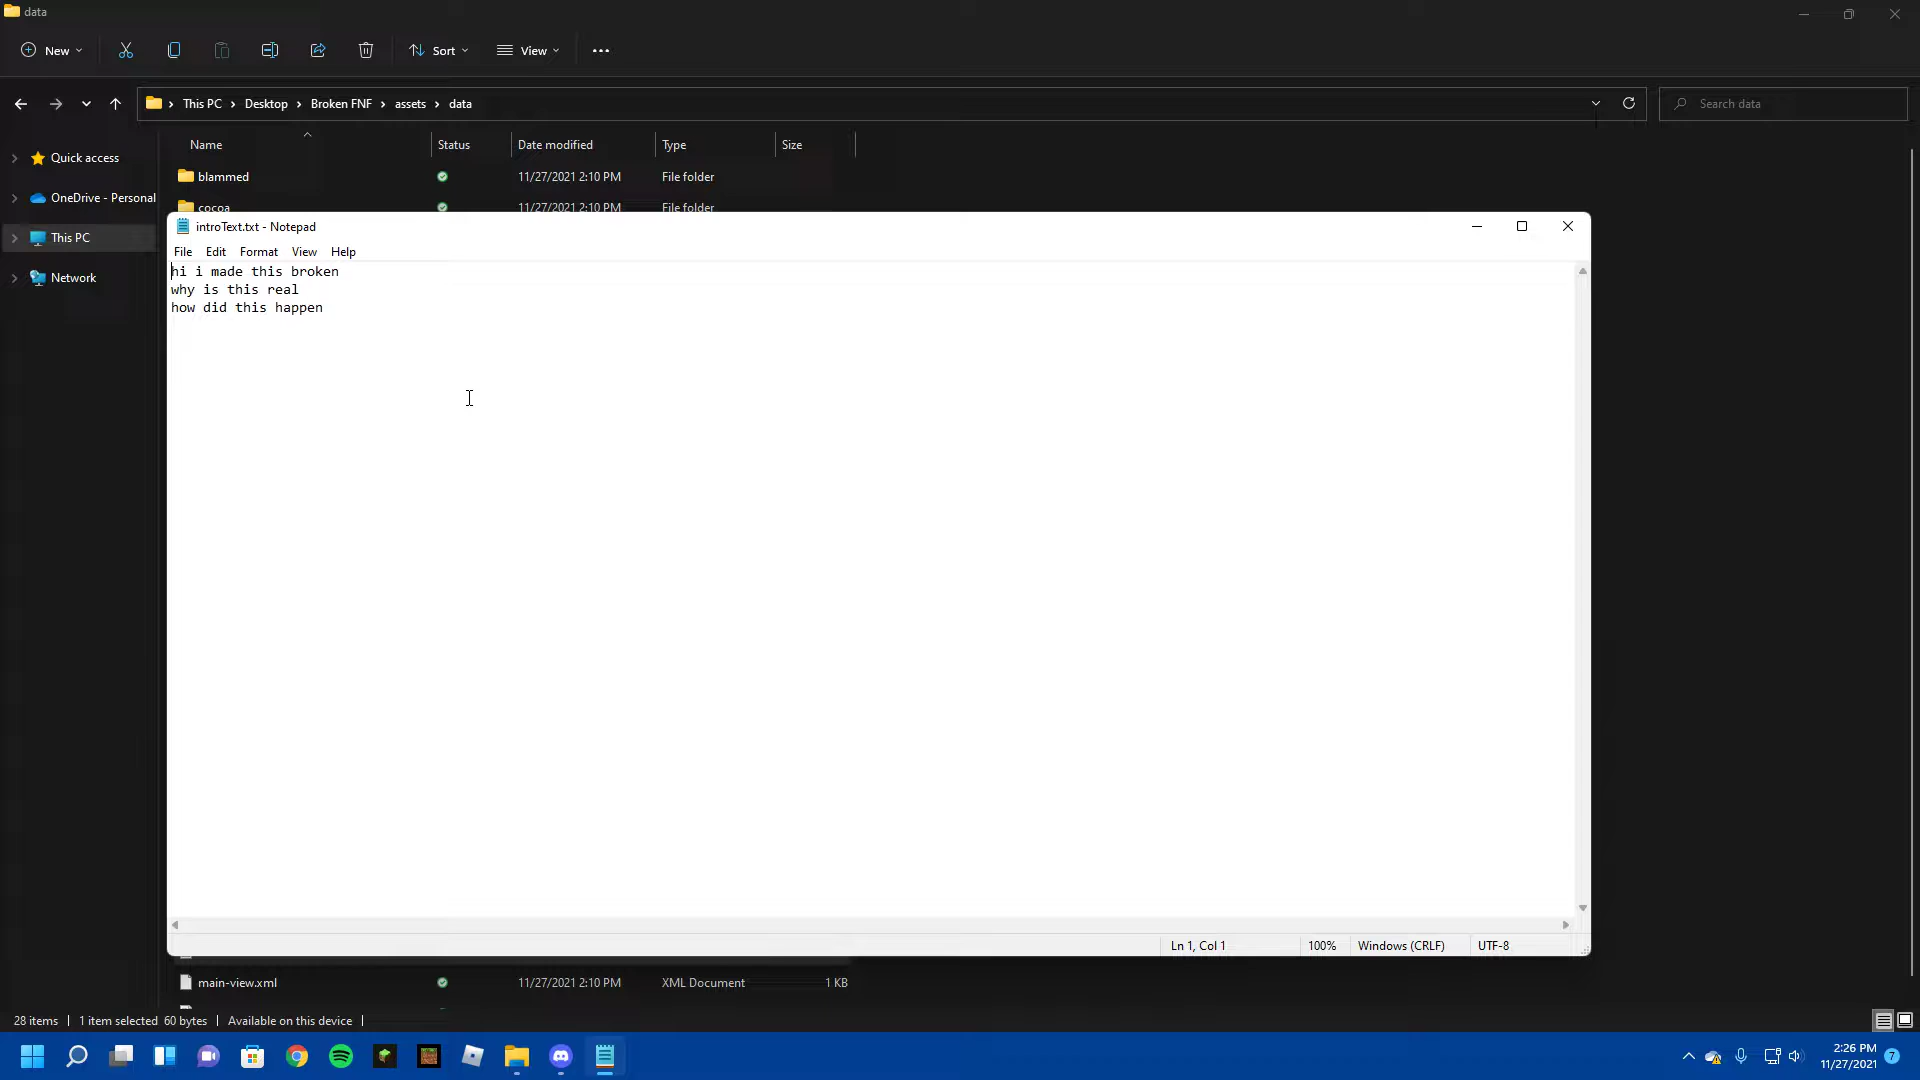 data
New
Sort
View
This PC
Desktop
Broken FNF
assets
data
Search data
Name
Status
Date modified
Type
Size
Quick access
OneDrive - Personal
This PC
Network
blammed
11/27/2021 2:10 PM
File folder
cocoa
11/27/2021 2:10 PM
File folder
introText.txt - Notepad
File Edit Format View Help
hi i made this broken
why is this real
how did this happen
Ln 1, Col 1
100%
Windows (CRLF)
UTF-8
main-view.xml
11/27/2021 2:10 PM
XML Document
1 KB
28 items
1 item selected 60 bytes
Available on this device
2:26 PM
11/27/2021
7